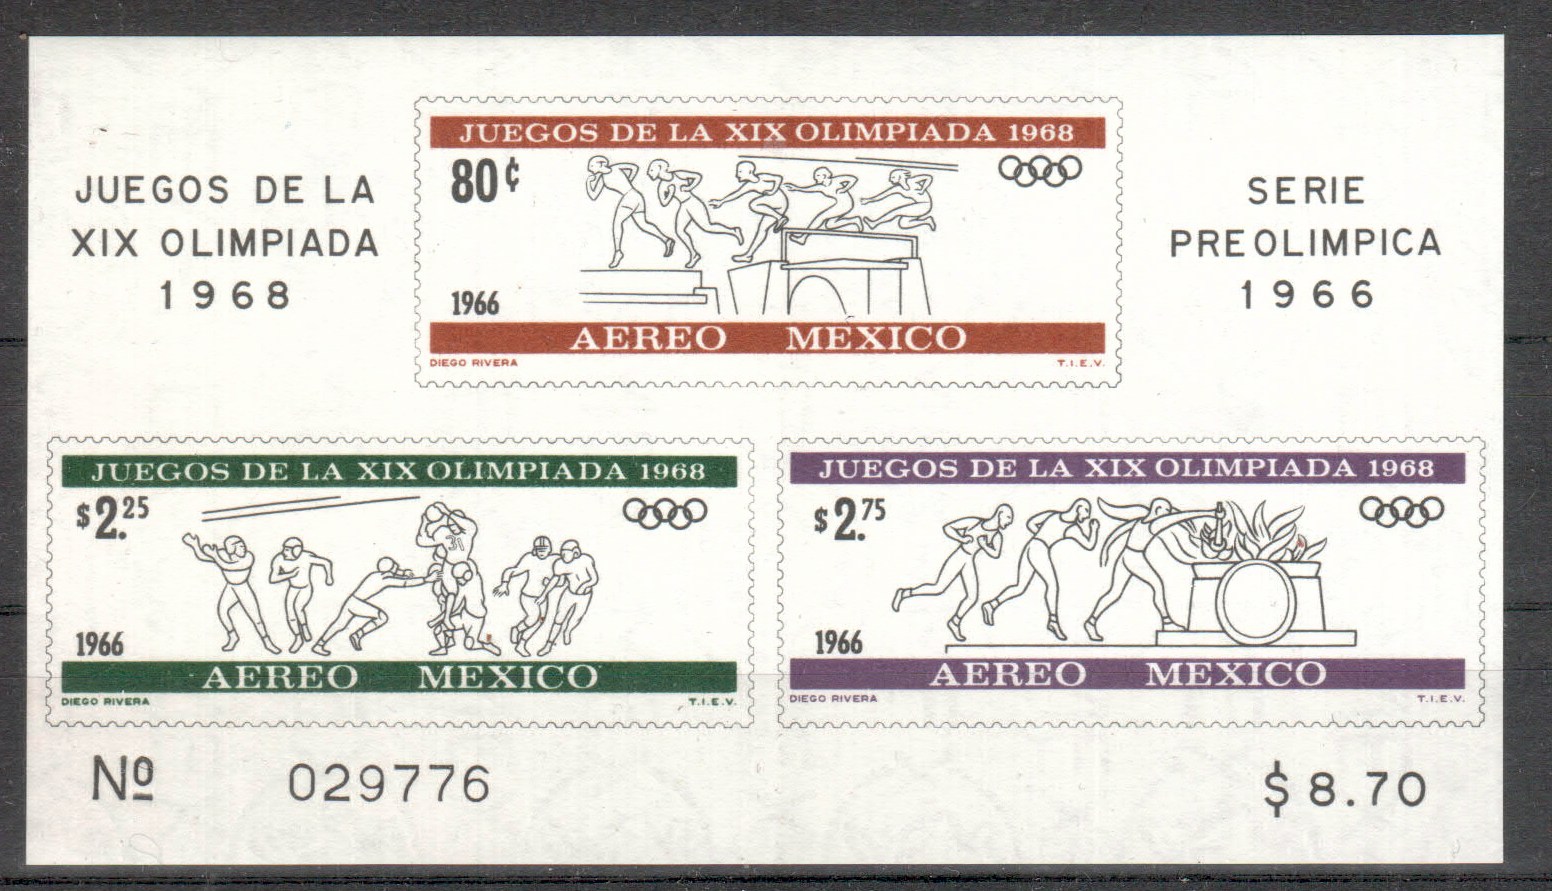 JUEGOS DE LA
XIX OLIMPIADA
1968
JUEGOS DE LA XIX OLIMPIADA 1968
80¢
1966
AEREO MEXICO
DIEGO RIVERA T.I.E.V.
SERIE
PREOLIMPICA
1966
JUEGOS DE LA XIX OLIMPIADA 1968
$2.25
31
1966
AEREO MEXICO
DIEGO RIVERA T.I.E.V.
JUEGOS DE LA XIX OLIMPIADA 1968
$2.75
1966
AEREO MEXICO
DIEGO RIVERA T.I.E.V.
Nº 029776
$8.70